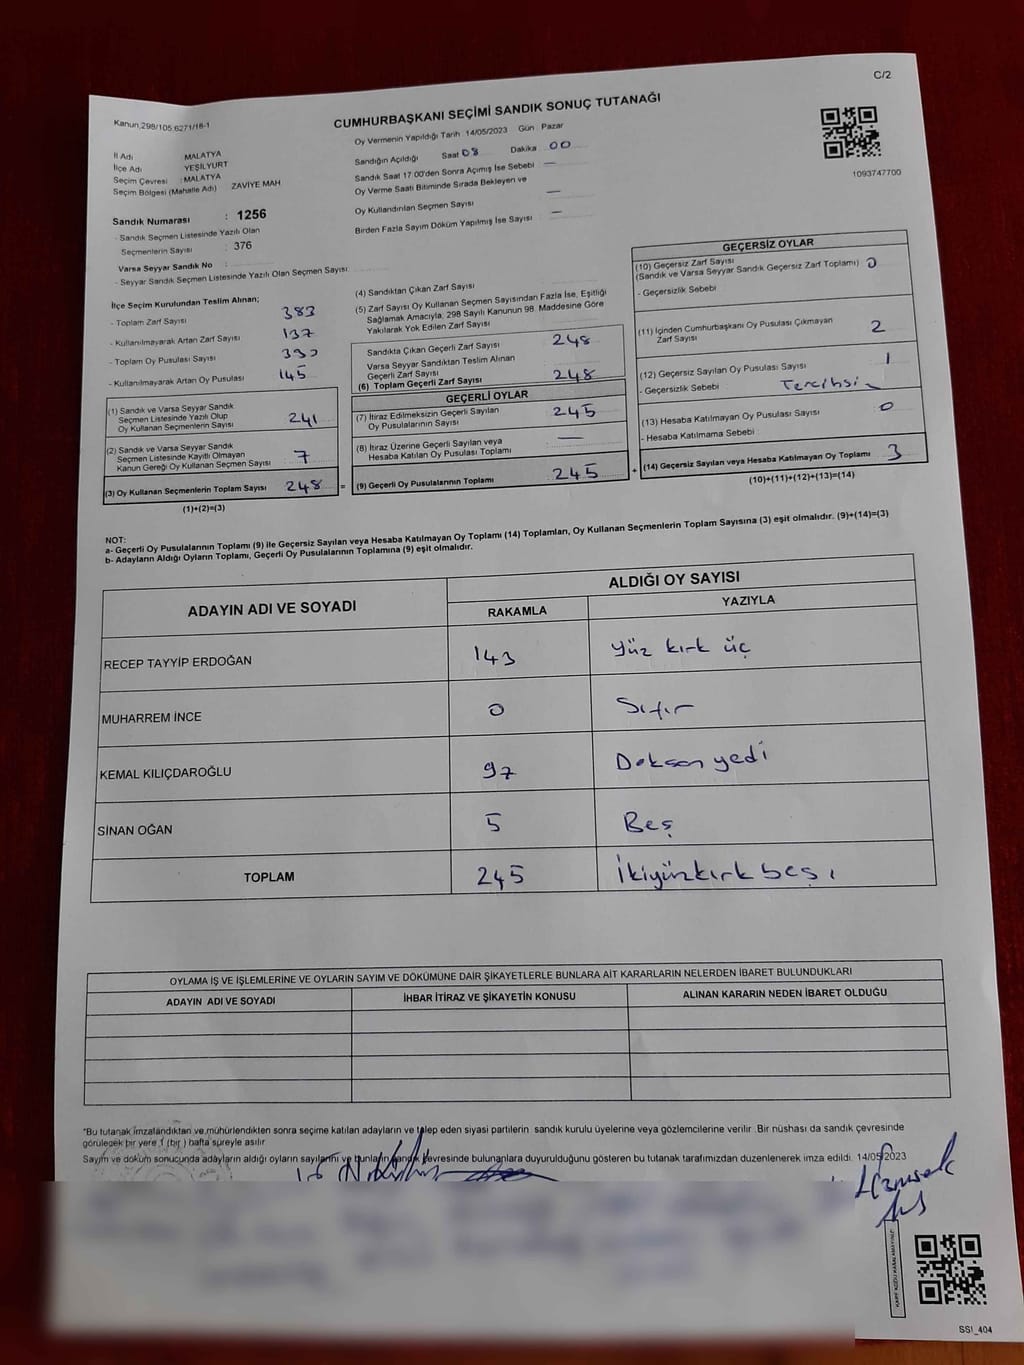 C/2
Kanun,298/105,6271/18-1
CUMHURBAŞKANI SEÇİMİ SANDIK SONUÇ TUTANAĞI
Oy Vermenin Yapıldığı Tarih 14/05/2023 Gün Pazar
İl Adı MALATYA
İlçe Adı YEŞİLYURT
Seçim Çevresi : MALATYA
Seçim Bölgesi (Mahalle Adı) ZAVİYE MAH
Sandığın Açıldığı Saat 08 Dakika 00
Sandık Saat 17:00'den Sonra Açımış İse Sebebi —
Oy Verme Saati Bitiminde Sırada Bekleyen ve
Oy Kullandırılan Seçmen Sayısı —
Birden Fazla Sayım Döküm Yapılmış İse Sayısı —
1093747700
Sandık Numarası : 1256
- Sandık Seçmen Listesinde Yazılı Olan
Seçmenlerin Sayısı : 376
Varsa Seyyar Sandık No :
- Seyyar Sandık Seçmen Listesinde Yazılı Olan Seçmen Sayısı
İlçe Seçim Kurulundan Teslim Alınan;
- Toplam Zarf Sayısı 383
- Kullanılmayarak Artan Zarf Sayısı 137
- Toplam Oy Pusulası Sayısı
- Kullanılmayarak Artan Oy Pusulası 145
(1) Sandık ve Varsa Seyyar Sandık
Seçmen Listesinde Yazılı Olup
Oy Kullanan Seçmenlerin Sayısı 241
(2) Sandık ve Varsa Seyyar Sandık
Seçmen Listesinde Kayıtlı Olmayan
Kanun Gereği Oy Kullanan Seçmen Sayısı 7
(3) Oy Kullanan Seçmenlerin Toplam Sayısı 248 =
(1)+(2)=(3)
(4) Sandıktan Çıkan Zarf Sayısı
(5) Zarf Sayısı Oy Kullanan Seçmen Sayısından Fazla İse, Eşitliği
Sağlamak Amacıyla; 298 Sayılı Kanunun 98. Maddesine Göre
Yakılarak Yok Edilen Zarf Sayısı
Sandıkta Çıkan Geçerli Zarf Sayısı 248
Varsa Seyyar Sandıktan Teslim Alınan
Geçerli Zarf Sayısı
(6) Toplam Geçerli Zarf Sayısı 248
GEÇERLİ OYLAR
(7) İtiraz Edilmeksizin Geçerli Sayılan
Oy Pusulalarının Sayısı 245
(8) İtiraz Üzerine Geçerli Sayılan veya
Hesaba Katılan Oy Pusulası Toplamı —
(9) Geçerli Oy Pusulalarının Toplamı 245 +
GEÇERSİZ OYLAR
(10) Geçersiz Zarf Sayısı
(Sandık ve Varsa Seyyar Sandık Geçersiz Zarf Toplamı) 0
- Geçersizlik Sebebi
(11) İçinden Cumhurbaşkanı Oy Pusulası Çıkmayan
Zarf Sayısı 2
(12) Geçersiz Sayılan Oy Pusulası Sayısı 1
- Geçersizlik Sebebi
(13) Hesaba Katılmayan Oy Pusulası Sayısı 0
- Hesaba Katılmama Sebebi :
(14) Geçersiz Sayılan veya Hesaba Katılmayan Oy Toplamı 3
(10)+(11)+(12)+(13)=(14)
NOT:
a- Geçerli Oy Pusulalarının Toplamı (9) ile Geçersiz Sayılan veya Hesaba Katılmayan Oy Toplamı (14) Toplamları, Oy Kullanan Seçmenlerin Toplam Sayısına (3) eşit olmalıdır. (9)+(14)=(3)
b- Adayların Aldığı Oyların Toplamı, Geçerli Oy Pusulalarının Toplamına (9) eşit olmalıdır.
ADAYIN ADI VE SOYADI ALDIĞI OY SAYISI
RAKAMLA YAZIYLA
RECEP TAYYİP ERDOĞAN 143 Yüz kırk üç
MUHARREM İNCE 0 Sıfır
KEMAL KILIÇDAROĞLU 97 Doksan yedi
SİNAN OĞAN 5 Beş
TOPLAM 245 İkiyüzkırk beş
OYLAMA İŞ VE İŞLEMLERİNE VE OYLARIN SAYIM VE DÖKÜMÜNE DAİR ŞİKAYETLERLE BUNLARA AİT KARARLARIN NELERDEN İBARET BULUNDUKLARI
ADAYIN ADI VE SOYADI İHBAR İTİRAZ VE ŞİKAYETİN KONUSU ALINAN KARARIN NEDEN İBARET OLDUĞU
"Bu tutanak imzalandıktan ve mühürlendikten sonra seçime katılan adayların ve talep eden siyasi partilerin sandık kurulu üyelerine veya gözlemcilerine verilir. Bir nüshası da sandık çevresinde
görülecek bir yere 1 (bir) hafta süreyle asılır
Sayım ve döküm sonucunda adayların aldığı oyların sayılarını ve bunların sandık çevresinde bulunanlara duyurulduğunu gösteren bu tutanak tarafımızdan düzenlenerek imza edildi. 14/05/2023
SSI_404